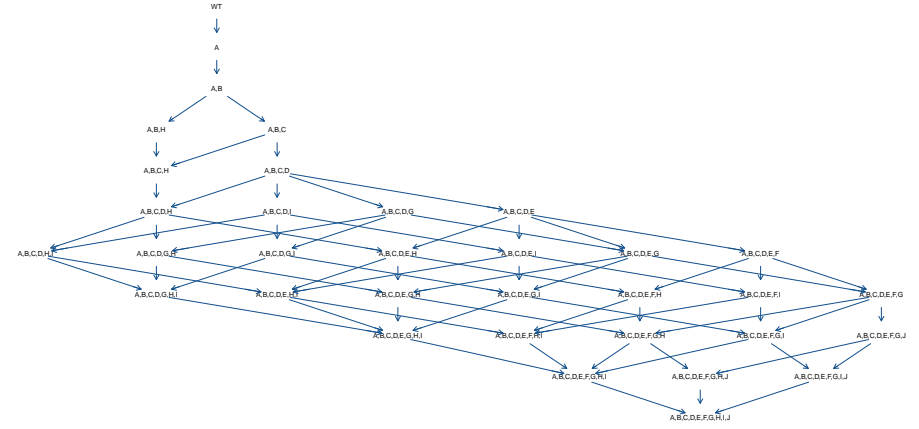 WT
A
A,B
A,B,H
A,B,C
A,B,C,H
A,B,C,D
A,B,C,D,H
A,B,C,D,I
A,B,C,D,G
A,B,C,D,E
A,B,C,D,H,I
A,B,C,D,G,H
A,B,C,D,G,I
A,B,C,D,E,H
A,B,C,D,E,I
A,B,C,D,E,G
A,B,C,D,E,F
A,B,C,D,G,H,I
A,B,C,D,E,H,I
A,B,C,D,E,G,H
A,B,C,D,E,G,I
A,B,C,D,E,F,H
A,B,C,D,E,F,I
A,B,C,D,E,F,G
A,B,C,D,E,G,H,I
A,B,C,D,E,F,H,I
A,B,C,D,E,F,G,H
A,B,C,D,E,F,G,I
A,B,C,D,E,F,G,J
A,B,C,D,E,F,G,H,I
A,B,C,D,E,F,G,H,J
A,B,C,D,E,F,G,I,J
A,B,C,D,E,F,G,H,I,J